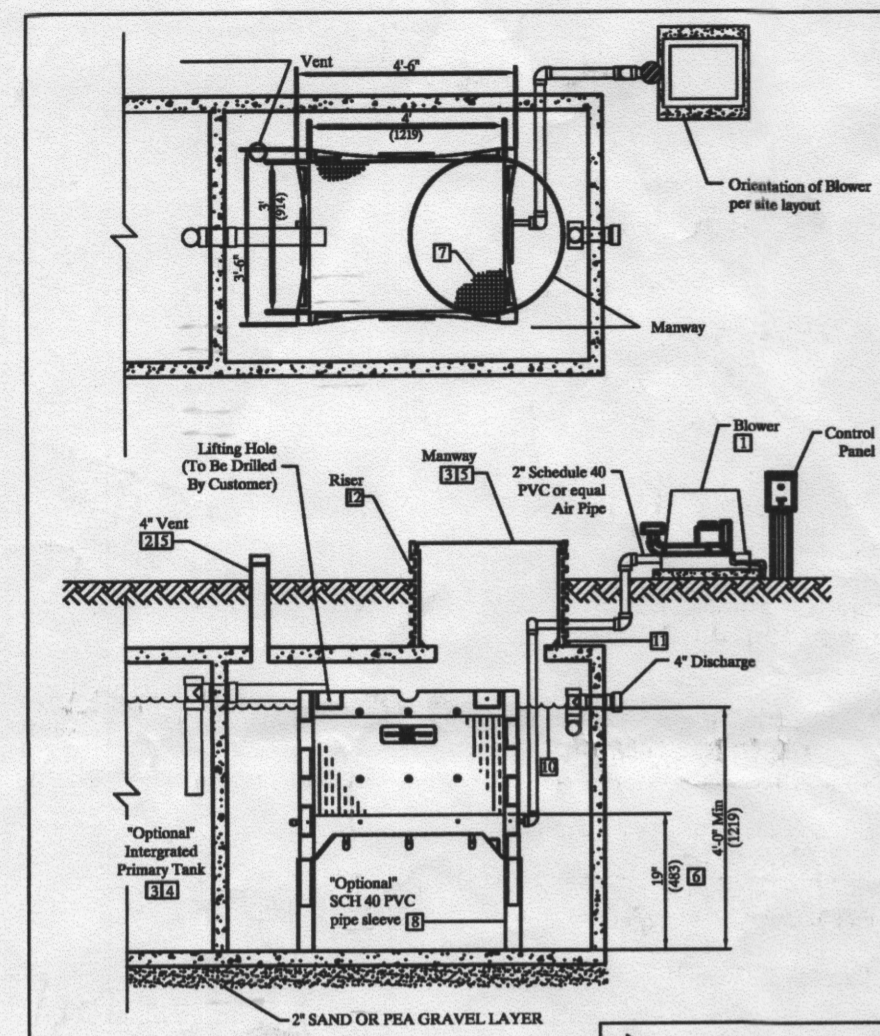 Vent
4'-6"
4'
(1219)
3'
(914)
3'-6"
7
Orientation of Blower
per site layout
Manway
Lifting Hole
(To Be Drilled
By Customer)
Riser
12
Manway
3 5
2" Schedule 40
PVC or equal
Air Pipe
Blower
1
Control
Panel
4" Vent
2 5
11
4" Discharge
10
"Optional"
Intergrated
Primary Tank
3 4
"Optional"
SCH 40 PVC
pipe sleeve 8
19"
(483)
6
4'-0" Min
(1219)
2" SAND OR PEA GRAVEL LAYER